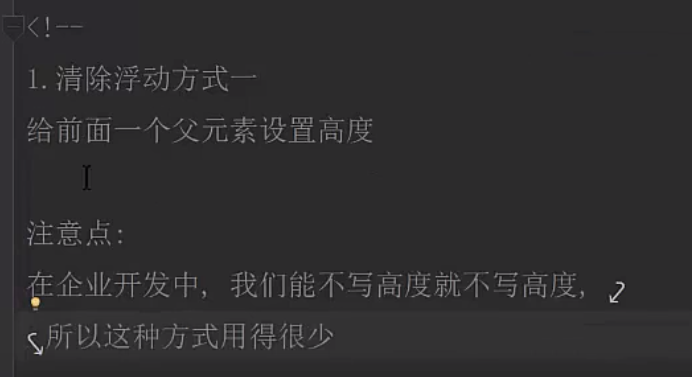 <!--
1.清除浮动方式一
给前面一个父元素设置高度
注意点:
在企业开发中, 我们能不写高度就不写高度,
所以这种方式用得很少